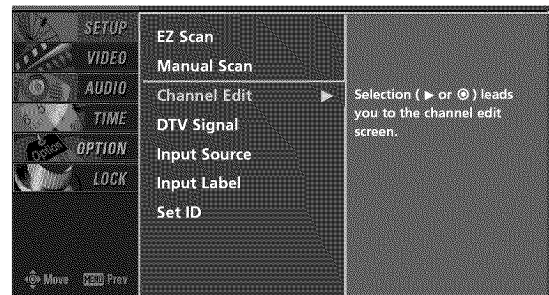 SETUP
VIDEO
AUDIO
TIME
OPTION
LOCK
Move MENU Prev
EZ Scan
Manual Scan
Channel Edit ▶
DTV Signal
Input Source
Input Label
Set ID
Selection ( ▶ or ◉ ) leads
you to the channel edit
screen.